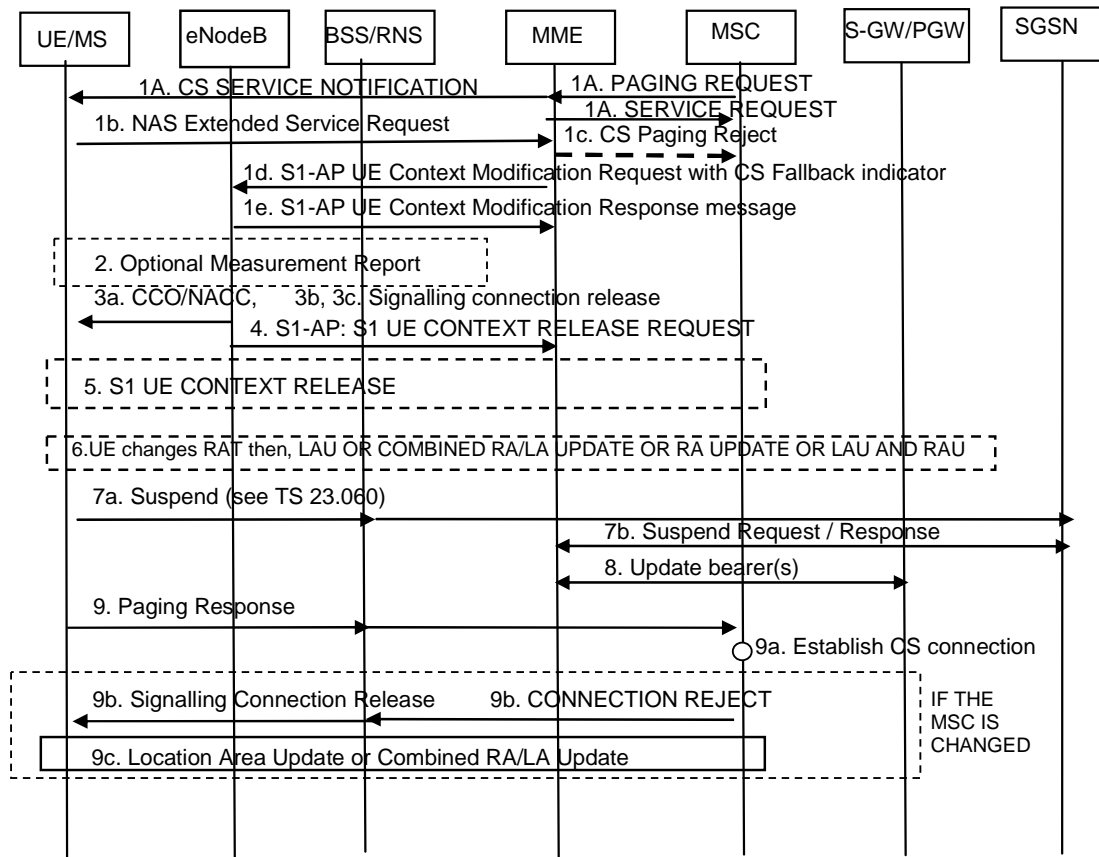 UE/MS
eNodeB
BSS/RNS
MME
MSC
S-GW/PGW
SGSN
1A. CS SERVICE NOTIFICATION
1A. PAGING REQUEST
1A. SERVICE REQUEST
1b. NAS Extended Service Request
1c. CS Paging Reject
1d. S1-AP UE Context Modification Request with CS Fallback indicator
1e. S1-AP UE Context Modification Response message
2. Optional Measurement Report
3a. CCO/NACC, 3b, 3c. Signalling connection release
4. S1-AP: S1 UE CONTEXT RELEASE REQUEST
5. S1 UE CONTEXT RELEASE
6.UE changes RAT then, LAU OR COMBINED RA/LA UPDATE OR RA UPDATE OR LAU AND RAU
7a. Suspend (see TS 23.060)
7b. Suspend Request / Response
8. Update bearer(s)
9. Paging Response
9a. Establish CS connection
9b. Signalling Connection Release
9b. CONNECTION REJECT
IF THE
MSC IS
CHANGED
9c. Location Area Update or Combined RA/LA Update